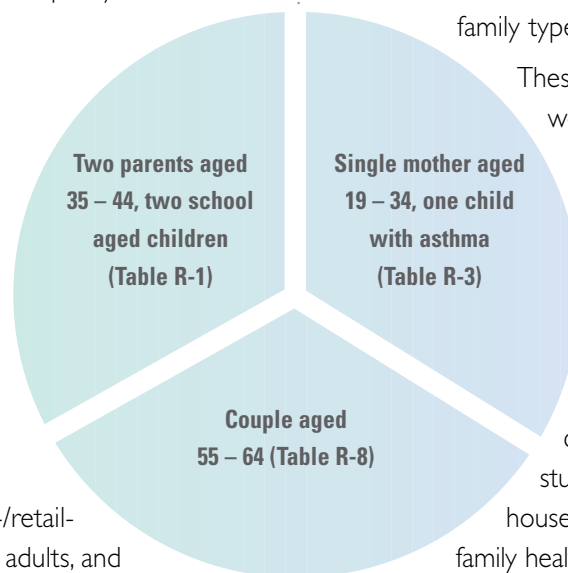 family type
Thes
w
Two parents aged
35 – 44, two school
aged children
(Table R-1)
Single mother aged
19 – 34, one child
with asthma
(Table R-3)
Couple aged
55 – 64 (Table R-8)
stu
-/retail-
house
adults, and
family heal